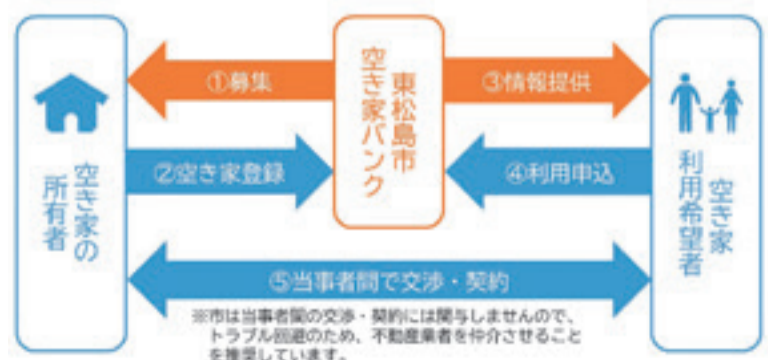 空き家の
所有者
①募集
②空き家登録
東松島市
空き家バンク
③情報提供
④利用申込
空き家
利用希望者
⑤当事者間で交渉・契約
※市は当事者間の交渉・契約には関与しませんので、
トラブル回避のため、不動産業者を仲介させること
を推奨しています。